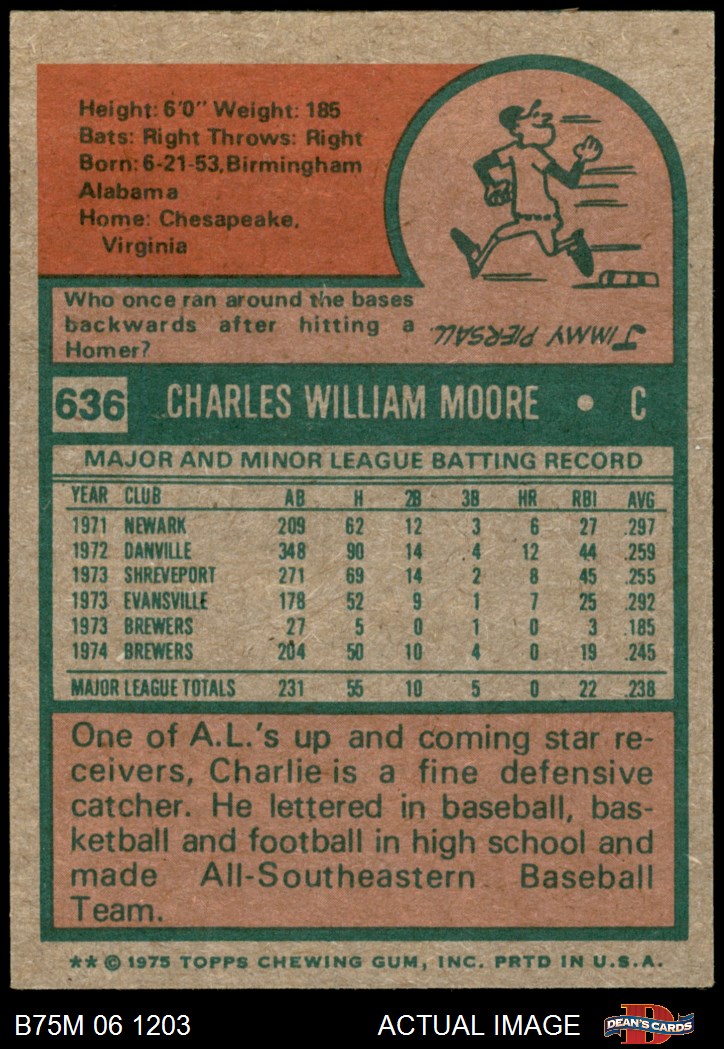 Height: 6'0" Weight: 185
Bats: Right Throws: Right
Born: 6-21-53, Birmingham
Alabama
Home: Chesapeake,
Virginia
Who once ran around the bases
backwards after hitting a
Homer?
JIMMY PIERSALL.
636 CHARLES WILLIAM MOORE • C
MAJOR AND MINOR LEAGUE BATTING RECORD
YEAR CLUB AB H 2B 3B HR RBI AVG
1971 NEWARK 209 62 12 3 6 27 .297
1972 DANVILLE 348 90 14 4 12 44 .259
1973 SHREVEPORT 271 69 14 2 8 45 .255
1973 EVANSVILLE 178 52 9 1 7 25 .292
1973 BREWERS 27 5 0 1 0 3 .185
1974 BREWERS 204 50 10 4 0 19 .245
MAJOR LEAGUE TOTALS 231 55 10 5 0 22 .238
One of A.L.'s up and coming star re-
ceivers, Charlie is a fine defensive
catcher. He lettered in baseball, bas-
ketball and football in high school and
made All-Southeastern Baseball
Team.
** © 1975 TOPPS CHEWING GUM, INC. PRTD IN U.S.A.
B75M 06 1203 ACTUAL IMAGE D DEAN'S CARDS